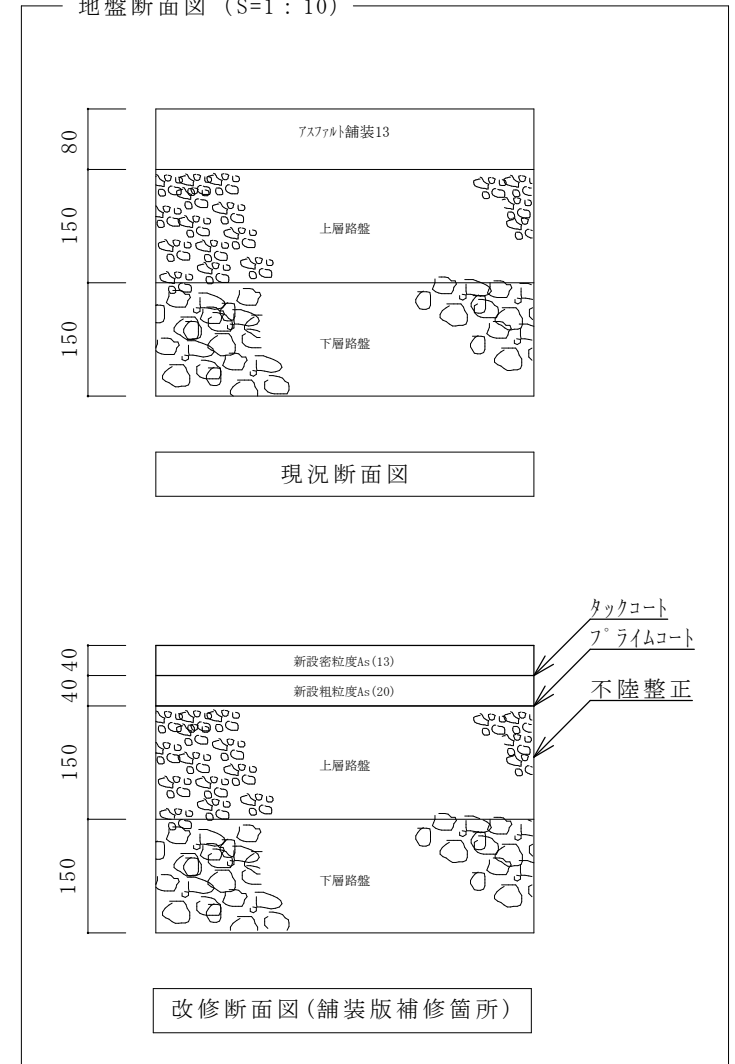 地盤断面図 (S=1：10)
80
アスファルト舗装13
150
上層路盤
150
下層路盤
現況断面図
タックコート
プライムコート
不陸整正
40
新設密粒度As(13)
40
新設粗粒度As(20)
150
上層路盤
150
下層路盤
改修断面図(舗装版補修箇所)